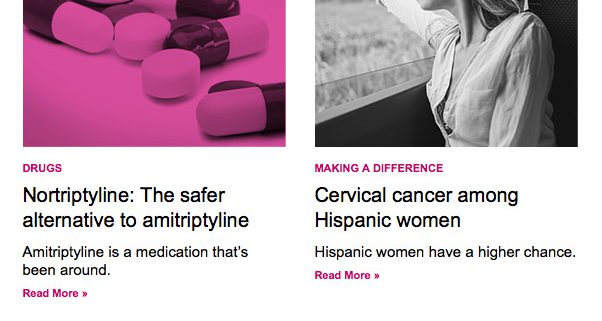 DRUGS
Nortriptyline: The safer
alternative to amitriptyline
Amitriptyline is a medication that's
been around.
Read More »
MAKING A DIFFERENCE
Cervical cancer among
Hispanic women
Hispanic women have a higher chance.
Read More »